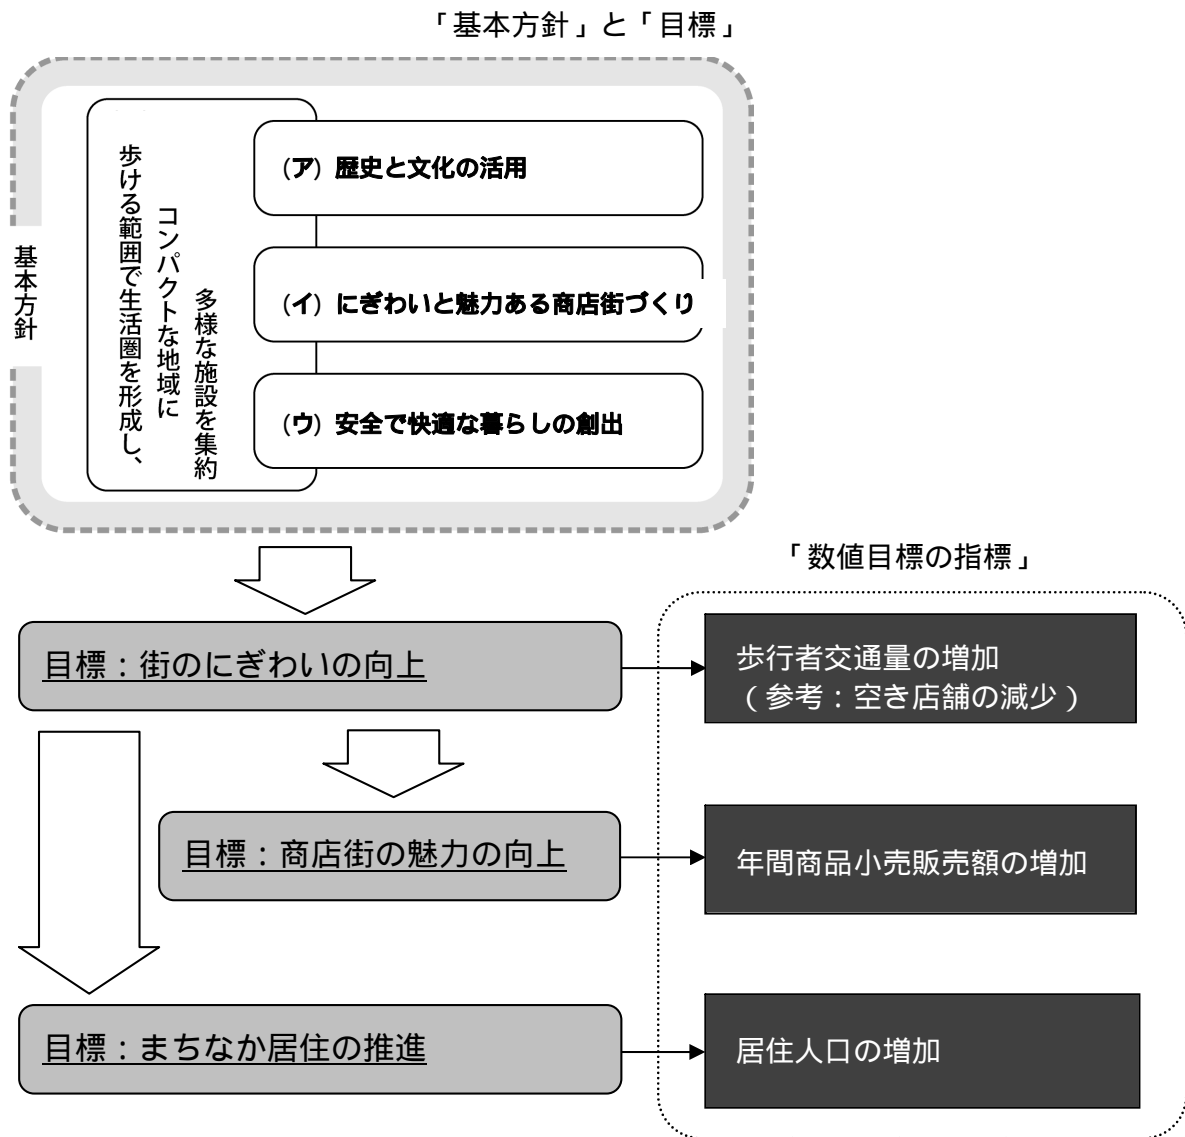 「基本方針」と「目標」
基本方針
歩ける範囲で生活圏を形成し、
コンパクトな地域に
多様な施設を集約
(ア) 歴史と文化の活用
(イ) にぎわいと魅力ある商店街づくり
(ウ) 安全で快適な暮らしの創出
「数値目標の指標」
目標：街のにぎわいの向上
歩行者交通量の増加
（参考：空き店舗の減少）
目標：商店街の魅力の向上
年間商品小売販売額の増加
目標：まちなか居住の推進
居住人口の増加